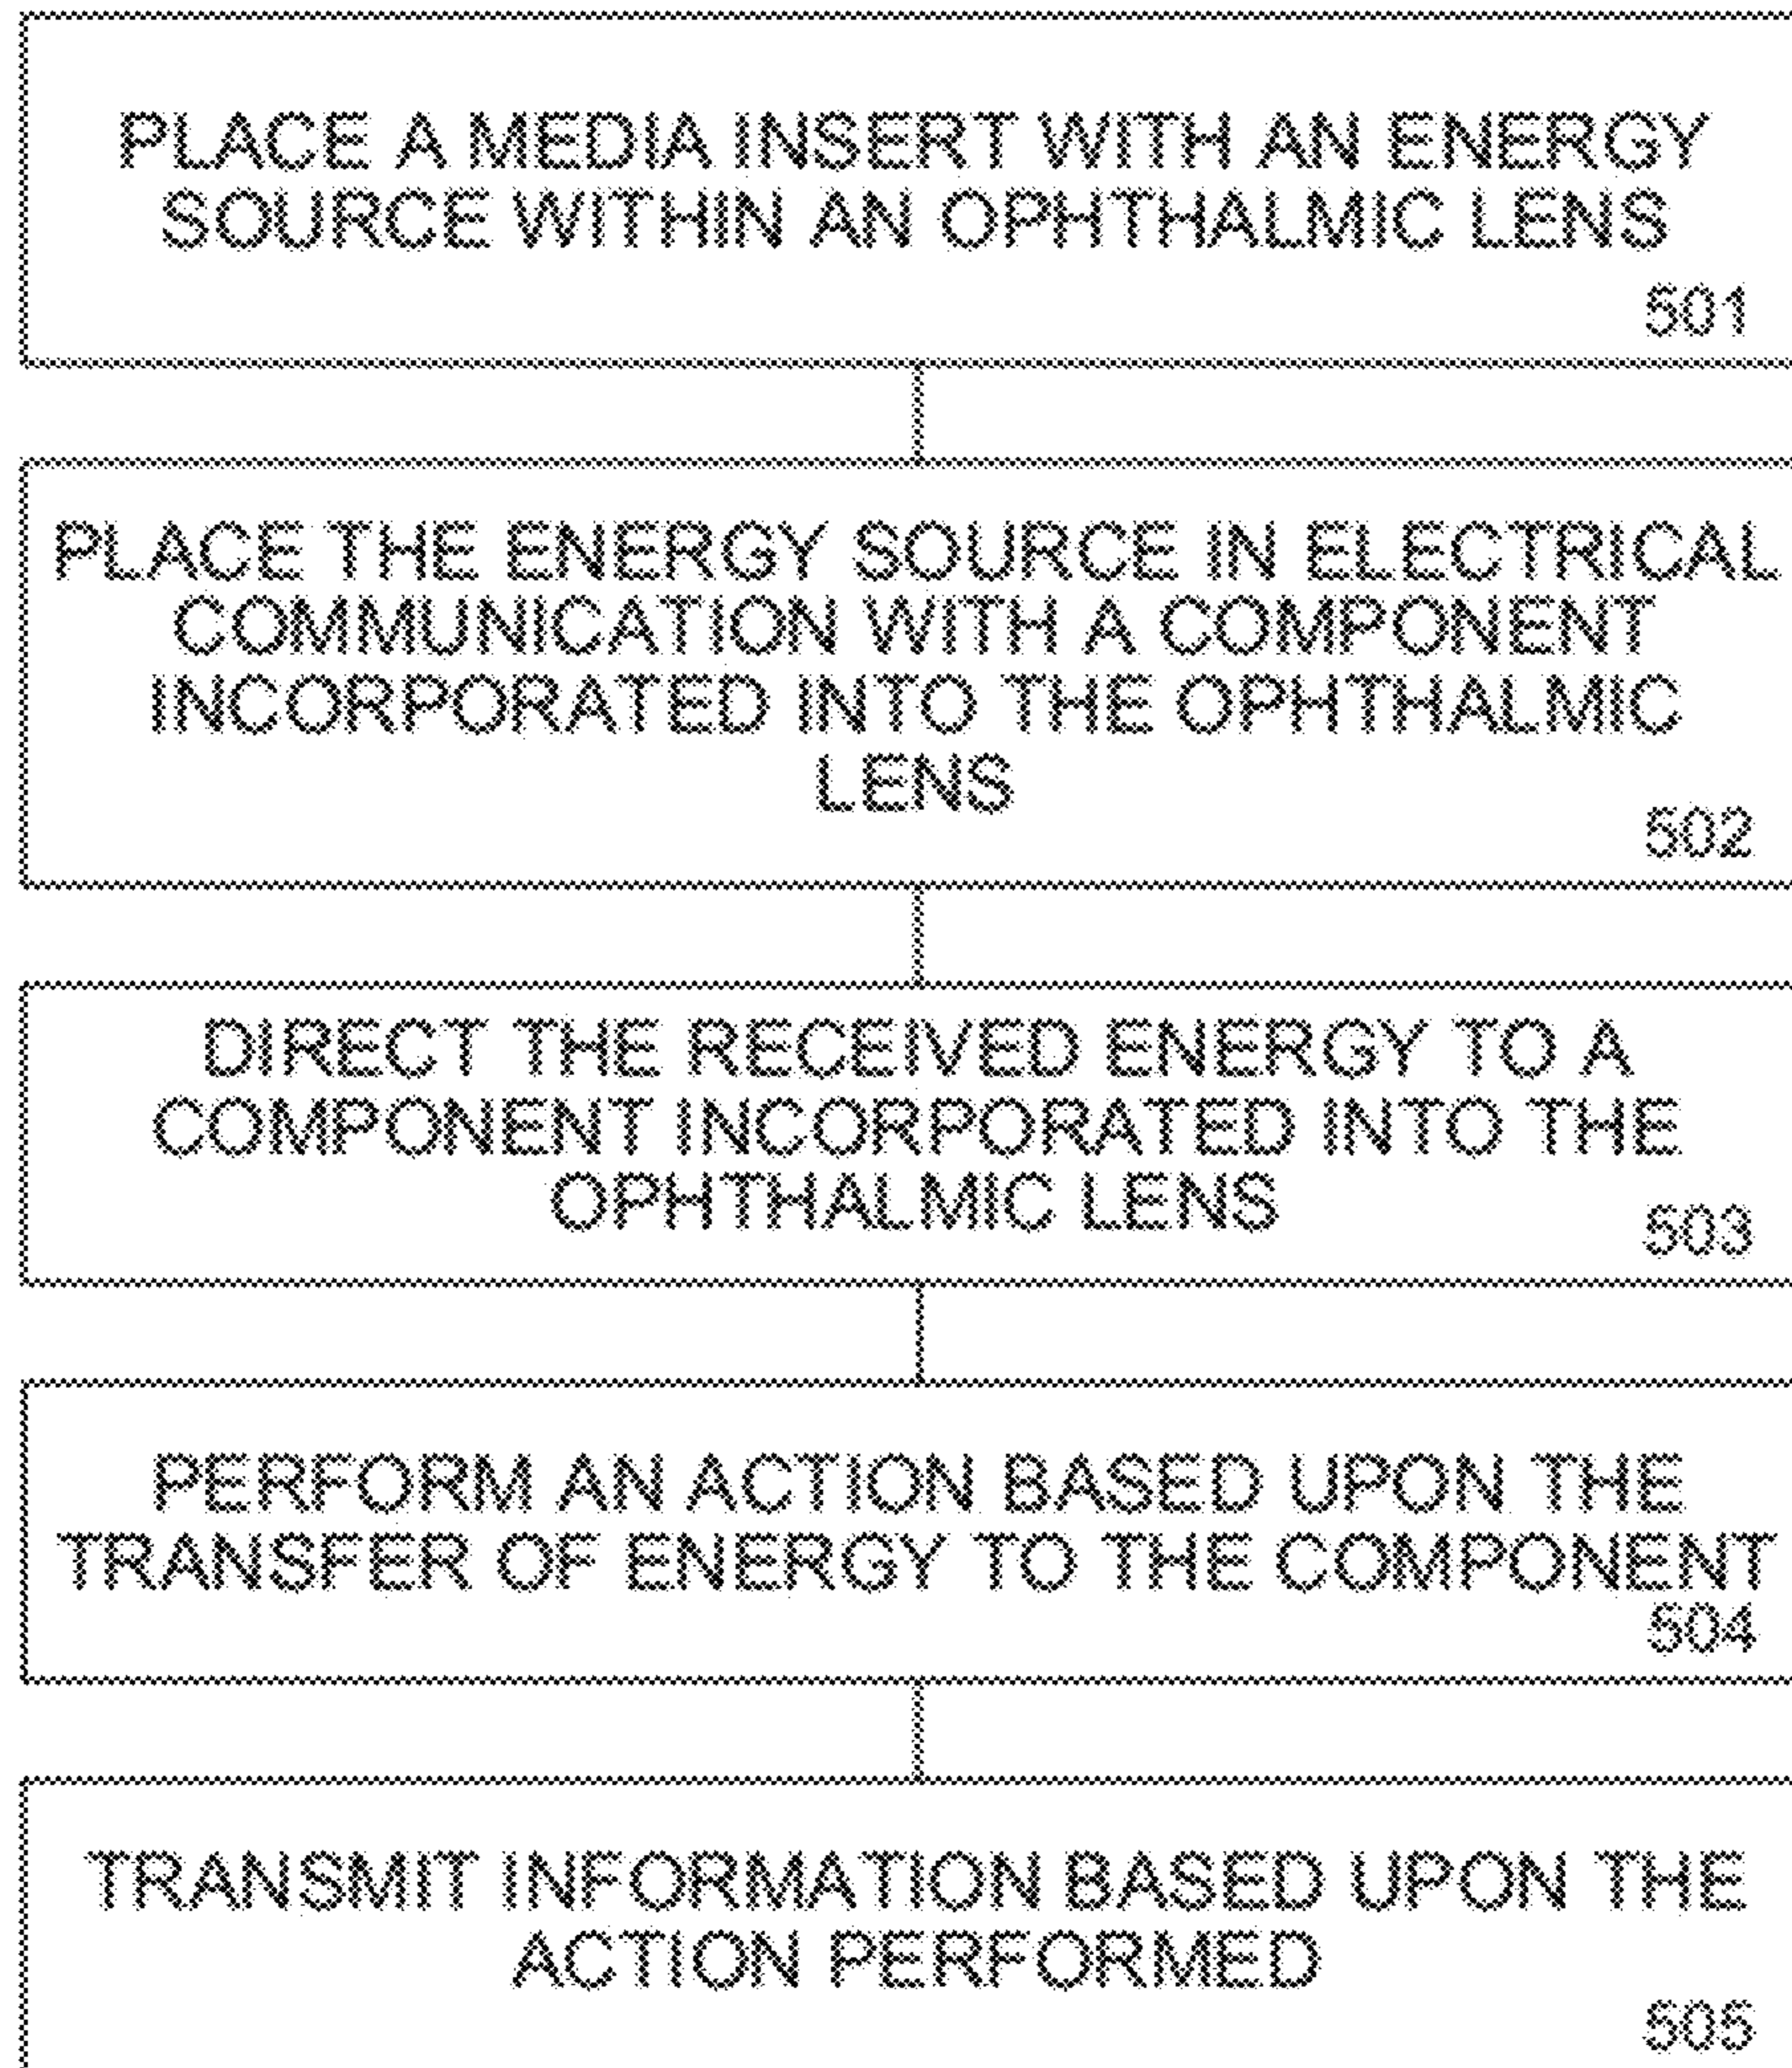 PLACE A MEDIA INSERT WITH AN ENERGY
SOURCE WITHIN AN OPHTHALMIC LENS
501
PLACE THE ENERGY SOURCE IN ELECTRICAL
COMMUNICATION WITH A COMPONENT
INCORPORATED INTO THE OPHTHALMIC
LENS
502
DIRECT THE RECEIVED ENERGY TO A
COMPONENT INCORPORATED INTO THE
OPHTHALMIC LENS
503
PERFORM AN ACTION BASED UPON THE
TRANSFER OF ENERGY TO THE COMPONENT
504
TRANSMIT INFORMATION BASED UPON THE
ACTION PERFORMED
505